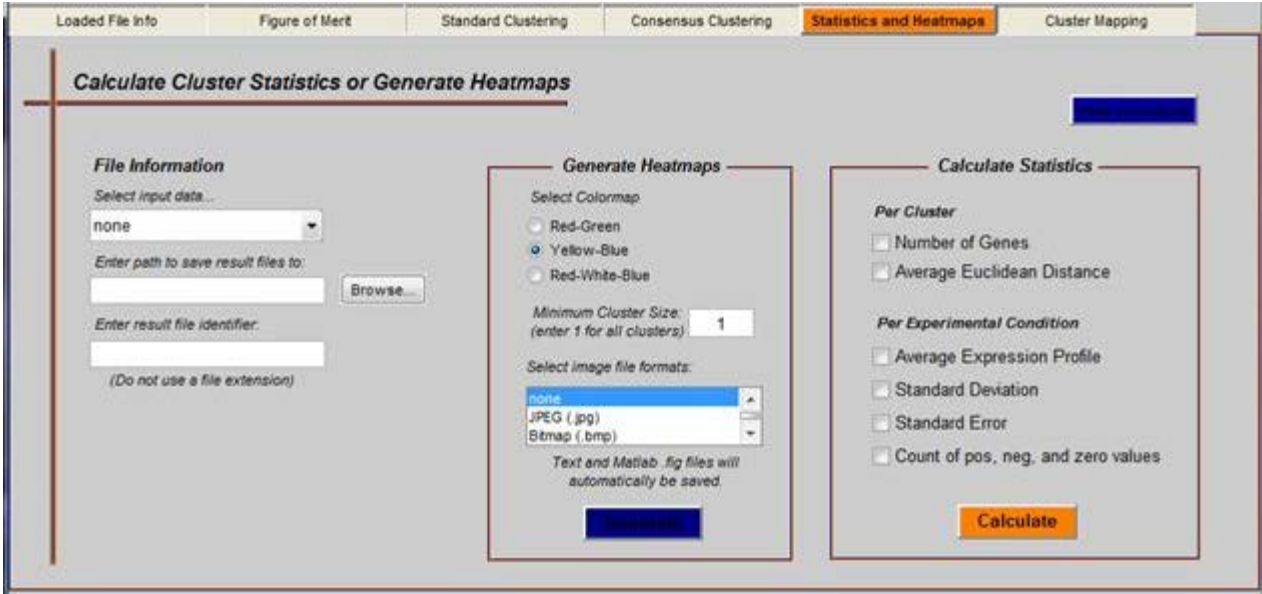 Loaded File Info
Figure of Merit
Standard Clustering
Consensus Clustering
Statistics and Heatmaps
Cluster Mapping
Calculate Cluster Statistics or Generate Heatmaps
File Information
Select input data...
none
Enter path to save result files to:
Browse...
Enter result file identifier:
(Do not use a file extension)
Generate Heatmaps
Select Colormap
Red-Green
Yellow-Blue
Red-White-Blue
Minimum Cluster Size:
(enter 1 for all clusters)
1
Select image file formats:
none
JPEG (.jpg)
Bitmap (.bmp)
Text and Matlab .fig files will
automatically be saved.
Calculate Statistics
Per Cluster
Number of Genes
Average Euclidean Distance
Per Experimental Condition
Average Expression Profile
Standard Deviation
Standard Error
Count of pos, neg, and zero values
Calculate